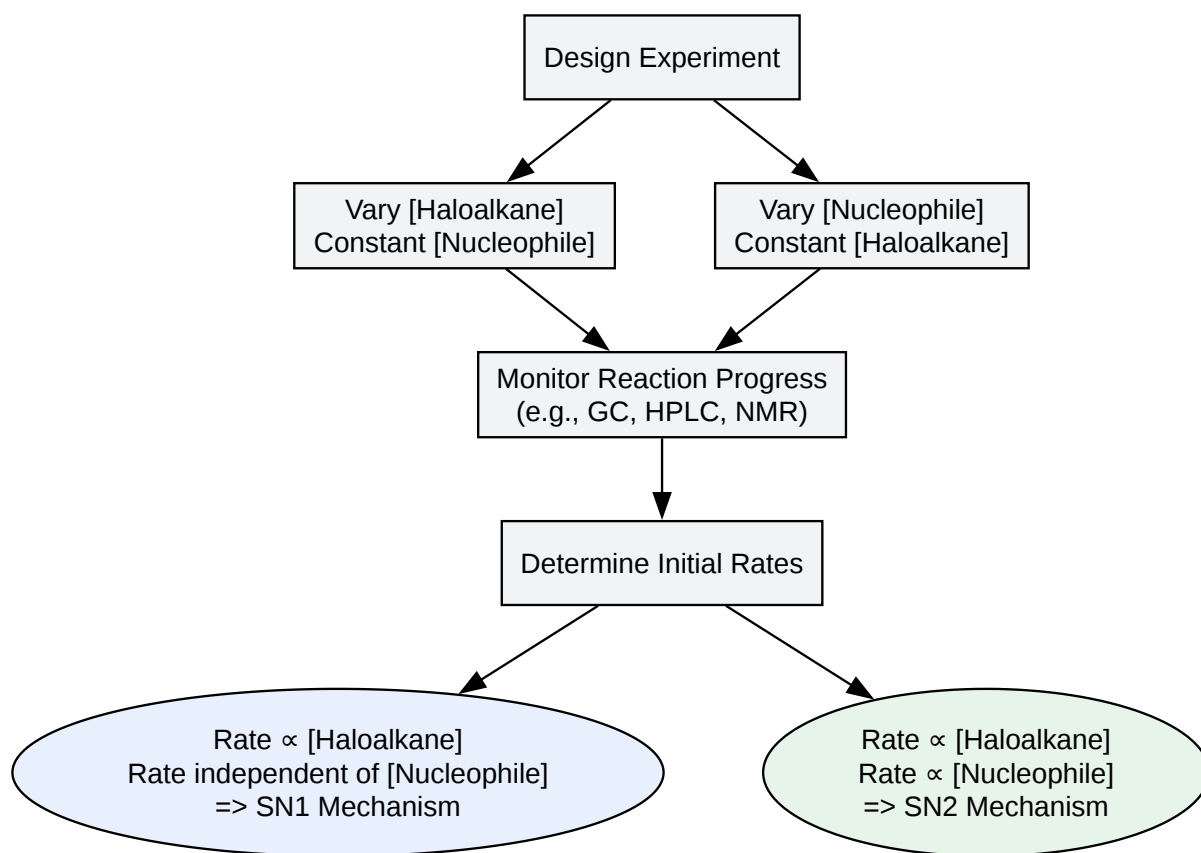 Design Experiment
Vary [Haloalkane]
Constant [Nucleophile]
Vary [Nucleophile]
Constant [Haloalkane]
Monitor Reaction Progress
(e.g., GC, HPLC, NMR)
Determine Initial Rates
Rate ∝ [Haloalkane]
Rate independent of [Nucleophile]
=> SN1 Mechanism
Rate ∝ [Haloalkane]
Rate ∝ [Nucleophile]
=> SN2 Mechanism